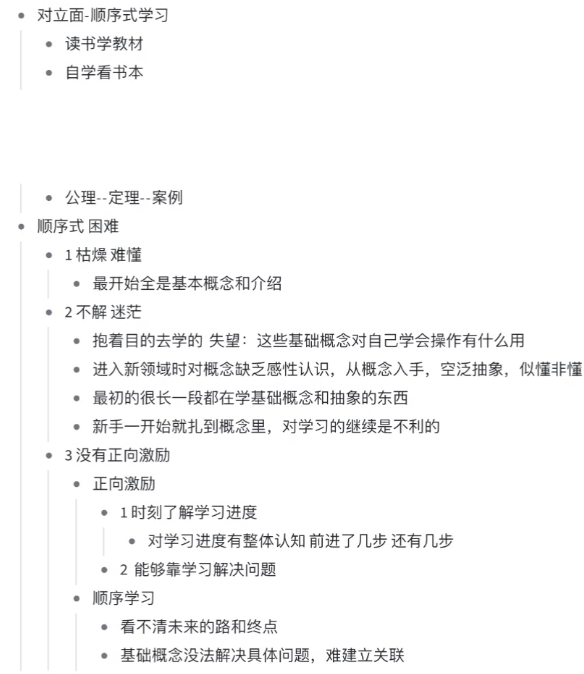 对立面-顺序式学习
读书学教材
自学看书本
公理--定理--案例
顺序式 困难
1 枯燥 难懂
最开始全是基本概念和介绍
2 不解 迷茫
抱着目的去学的 失望：这些基础概念对自己学会操作有什么用
进入新领域时对概念缺乏感性认识，从概念入手，空泛抽象，似懂非懂
最初的很长一段都在学基础概念和抽象的东西
新手一开始就扎到概念里，对学习的继续是不利的
3 没有正向激励
正向激励
1 时刻了解学习进度
对学习进度有整体认知 前进了几步 还有几步
2 能够靠学习解决问题
顺序学习
看不清未来的路和终点
基础概念没法解决具体问题，难建立关联